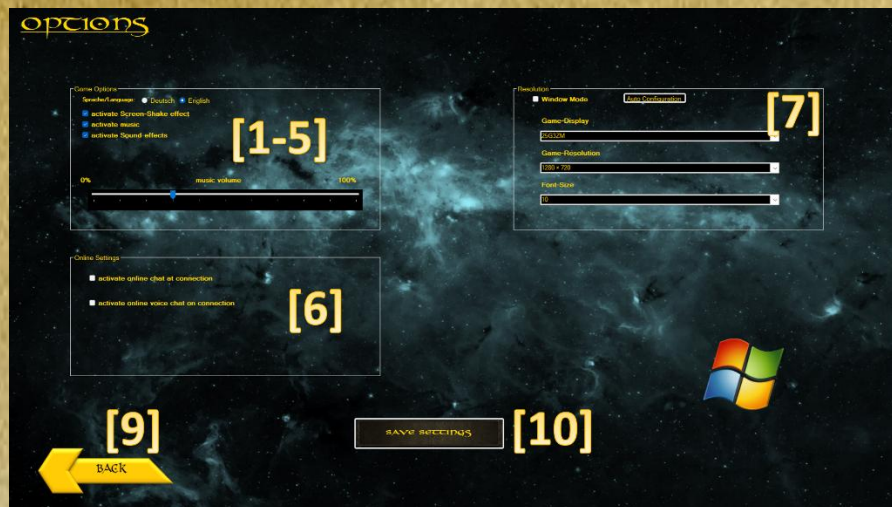 OPTIONS
Game Options
Sprache/Language: Deutsch English
activate Screen-Shake effect
activate music
activate Sound-effects
[1-5]
0% music volume 100%
Resolution
Window Mode Auto Configuration
[7]
Game-Display
25G3ZM
Game-Resolution
1280 * 720
Font-Size
10
Online Settings
activate online chat at connection
activate online voice chat on connection
[6]
[9]
BACK
SAVE SETTINGS
[10]